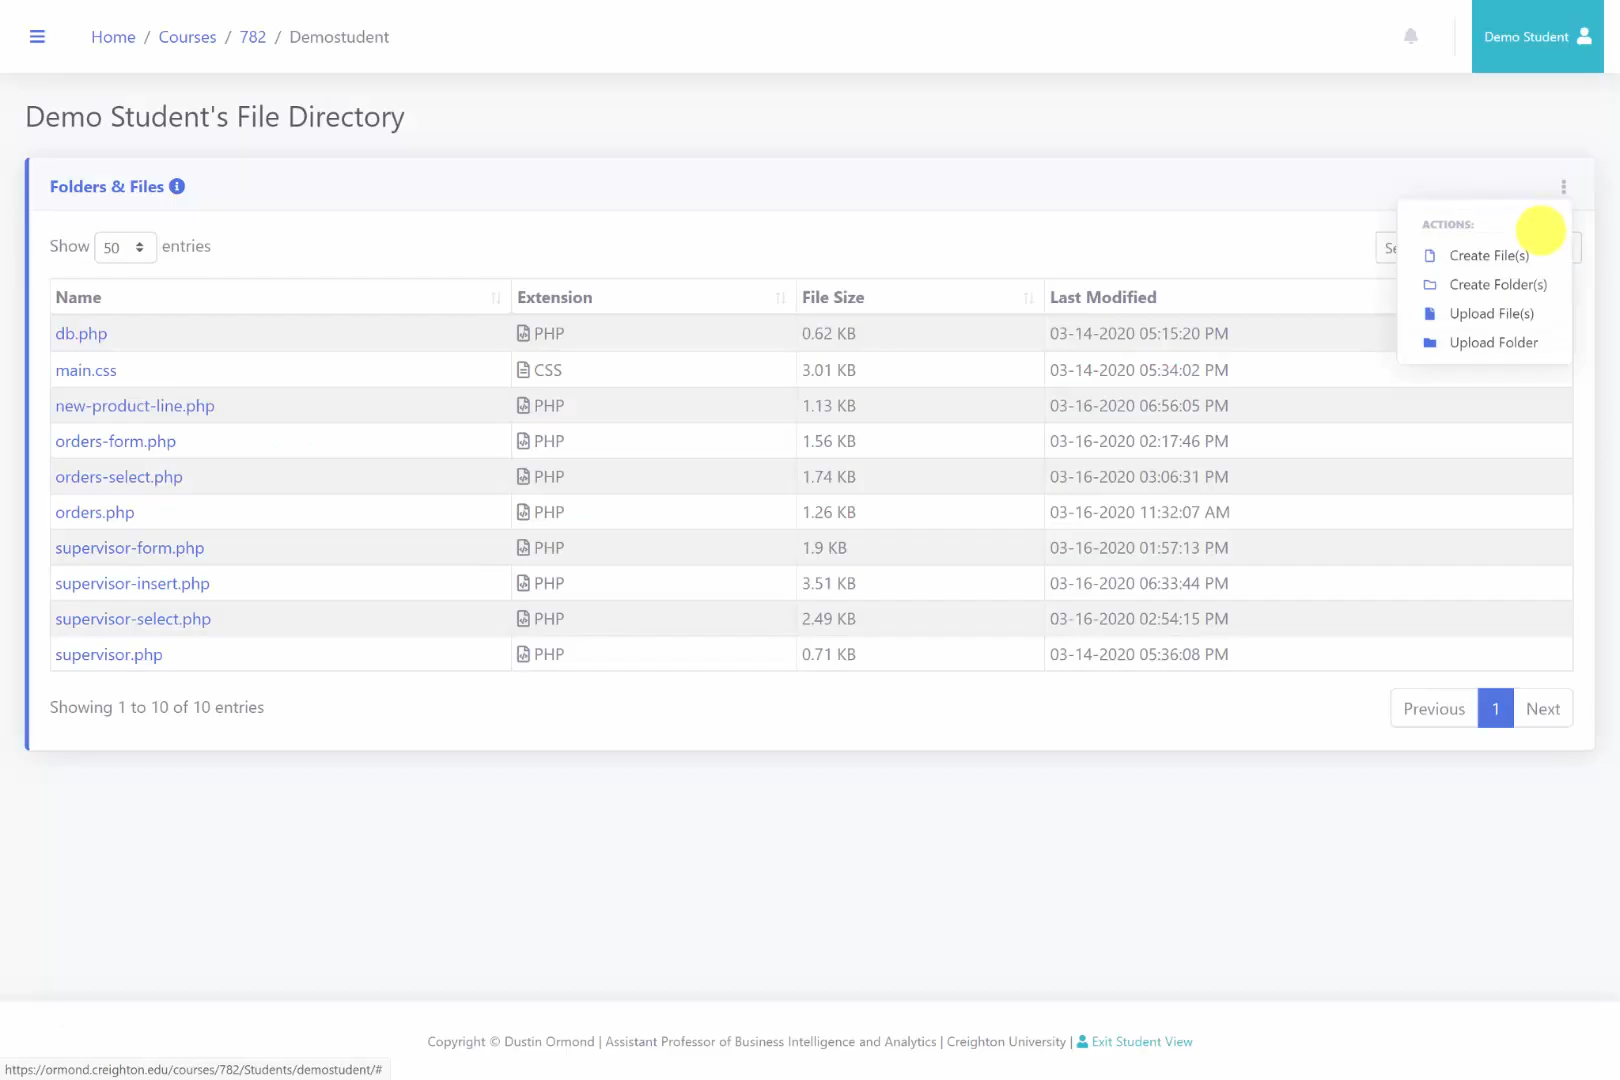 Home / Courses / 782 / Demostudent
Demo Student
Demo Student's File Directory
Folders & Files
ACTIONS:
Create File(s)
Create Folder(s)
Upload File(s)
Upload Folder
Show 50 entries
Se
Name Extension File Size Last Modified
db.php PHP 0.62 KB 03-14-2020 05:15:20 PM
main.css CSS 3.01 KB 03-14-2020 05:34:02 PM
new-product-line.php PHP 1.13 KB 03-16-2020 06:56:05 PM
orders-form.php PHP 1.56 KB 03-16-2020 02:17:46 PM
orders-select.php PHP 1.74 KB 03-16-2020 03:06:31 PM
orders.php PHP 1.26 KB 03-16-2020 11:32:07 AM
supervisor-form.php PHP 1.9 KB 03-16-2020 01:57:13 PM
supervisor-insert.php PHP 3.51 KB 03-16-2020 06:33:44 PM
supervisor-select.php PHP 2.49 KB 03-16-2020 02:54:15 PM
supervisor.php PHP 0.71 KB 03-14-2020 05:36:08 PM
Showing 1 to 10 of 10 entries
Previous 1 Next
Copyright © Dustin Ormond | Assistant Professor of Business Intelligence and Analytics | Creighton University | Exit Student View
https://ormond.creighton.edu/courses/782/Students/demostudent/#